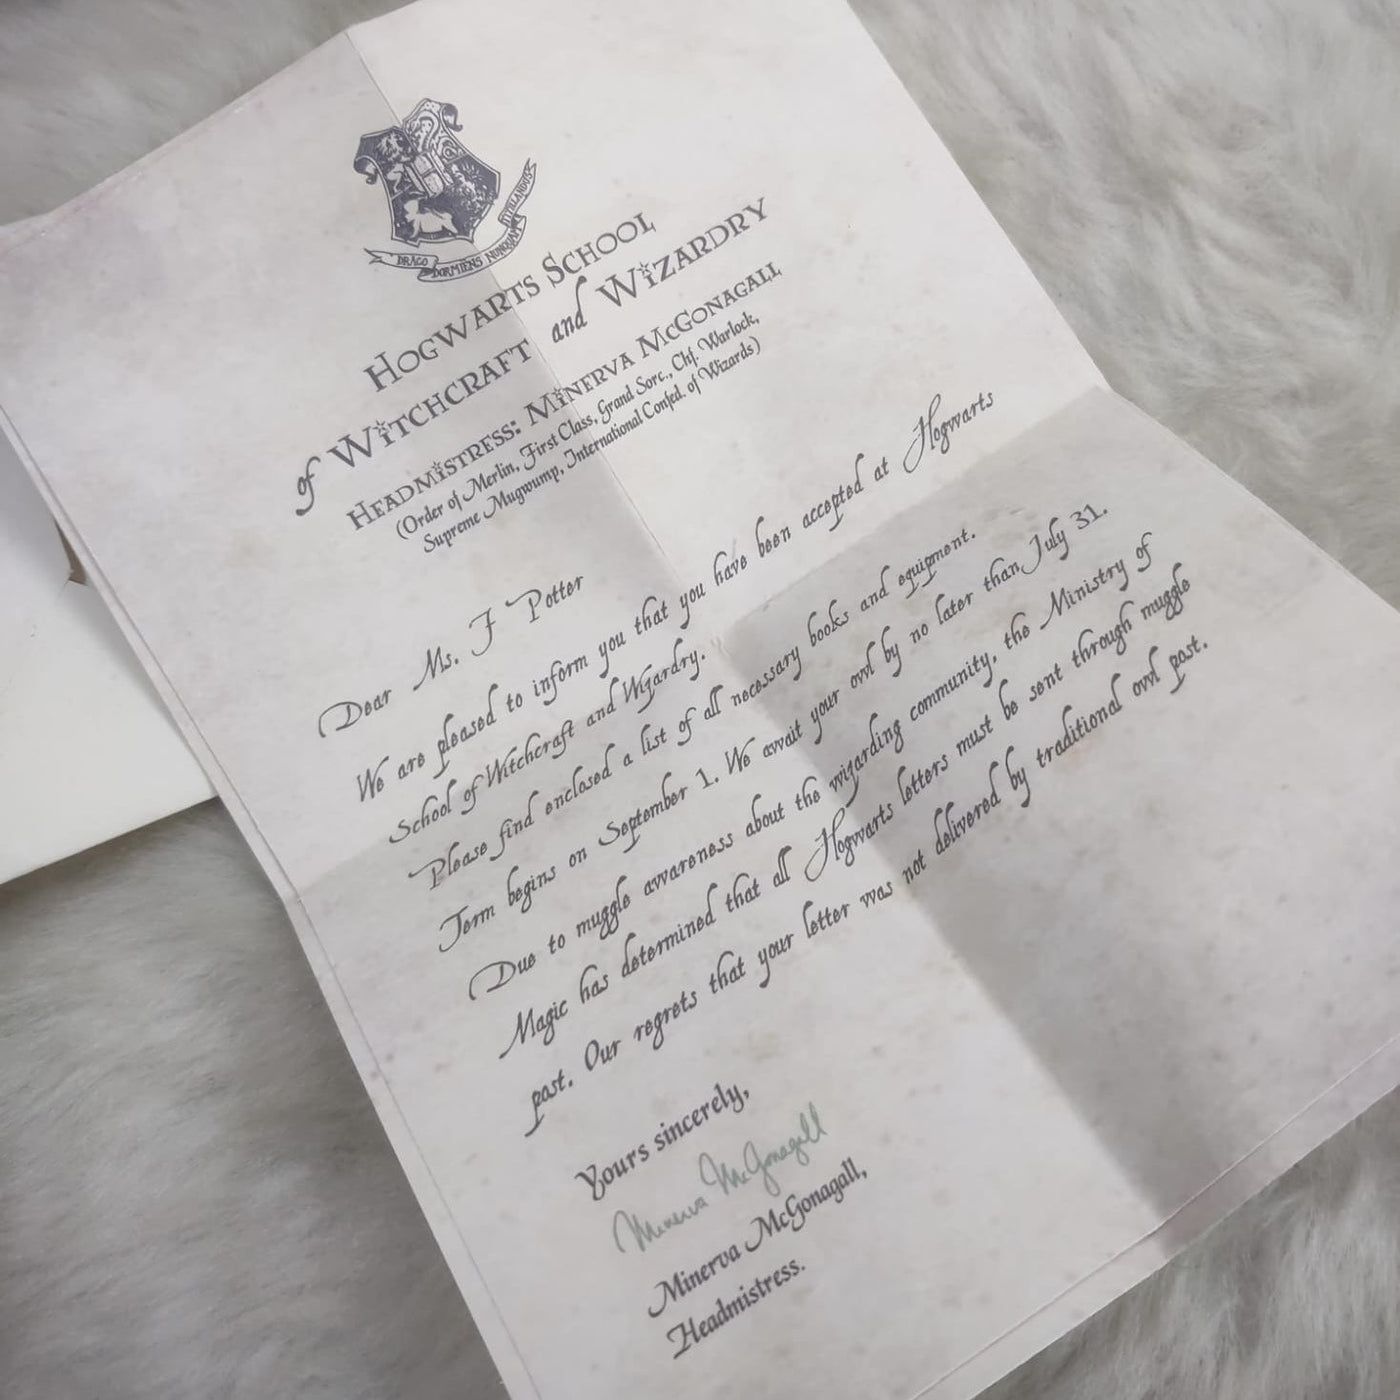 DRACO DORMIENS NUNQUAM TITILLANDUS
HOGWARTS SCHOOL
of WITCHCRAFT and WIZARDRY
HEADMISTRESS: MINERVA MCGONAGALL
(Order of Merlin, First Class, Grand Sorc., Chf. Warlock,
Supreme Mugwump, International Confed. of Wizards)
Dear Ms. F Potter
We are pleased to inform you that you have been accepted at Hogwarts
School of Witchcraft and Wizardry.
Please find enclosed a list of all necessary books and equipment.
Term begins on September 1. We await your owl by no later than July 31.
Due to muggle awareness about the wizarding community, the Ministry of
Magic has determined that all Hogwarts letters must be sent through muggle
post. Our regrets that your letter was not delivered by traditional owl post.
Yours sincerely,
Minerva McGonagall
Minerva McGonagall,
Headmistress.